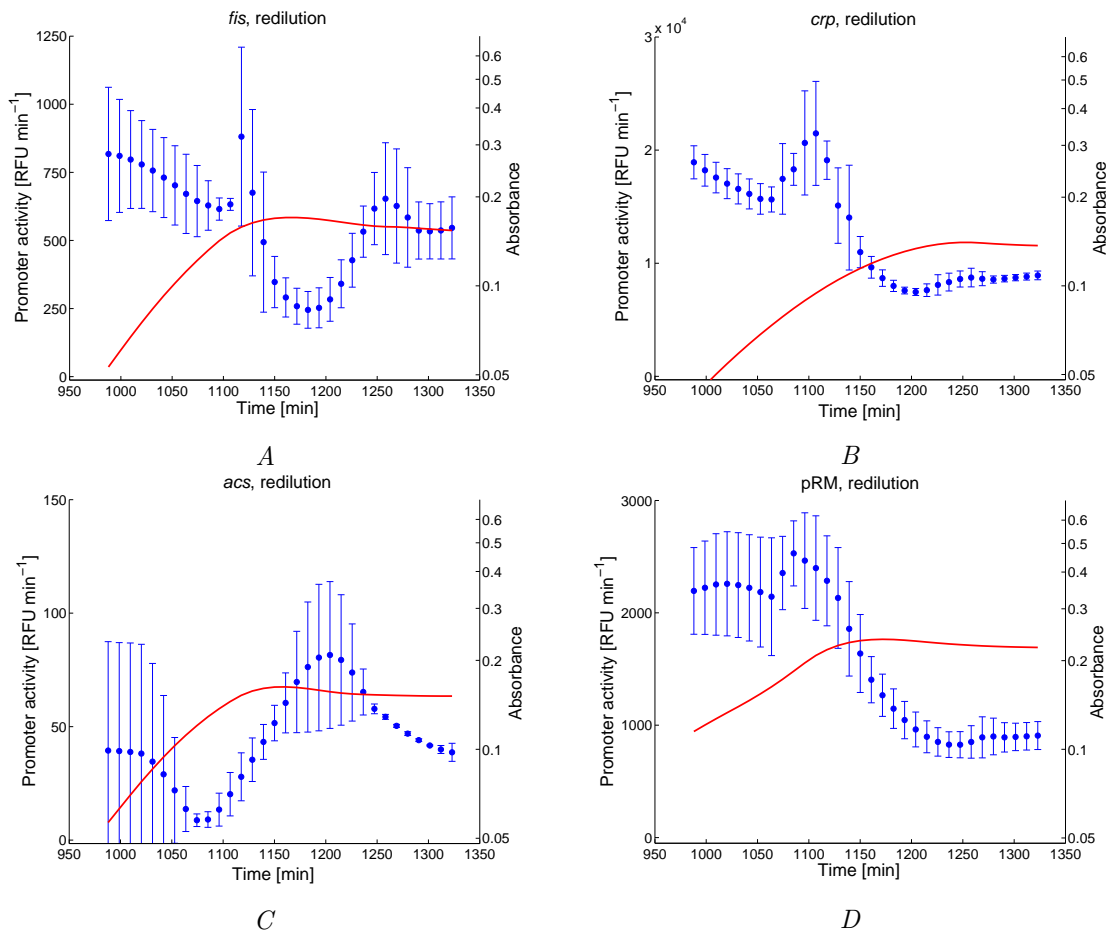 fis, redilution
1250
1000
750
500
250
0
Promoter activity [RFU min⁻¹]
0.6
0.5
0.4
0.3
0.2
0.1
0.05
Absorbance
950 1000 1050 1100 1150 1200 1250 1300 1350
Time [min]
A
crp, redilution
3 x 10⁴
2
1
0
Promoter activity [RFU min⁻¹]
0.6
0.5
0.4
0.3
0.2
0.1
0.05
Absorbance
950 1000 1050 1100 1150 1200 1250 1300 1350
Time [min]
B
acs, redilution
150
100
50
0
Promoter activity [RFU min⁻¹]
0.6
0.5
0.4
0.3
0.2
0.1
0.05
Absorbance
950 1000 1050 1100 1150 1200 1250 1300 1350
Time [min]
C
pRM, redilution
3000
2000
1000
0
Promoter activity [RFU min⁻¹]
0.6
0.5
0.4
0.3
0.2
0.1
0.05
Absorbance
950 1000 1050 1100 1150 1200 1250 1300 1350
Time [min]
D